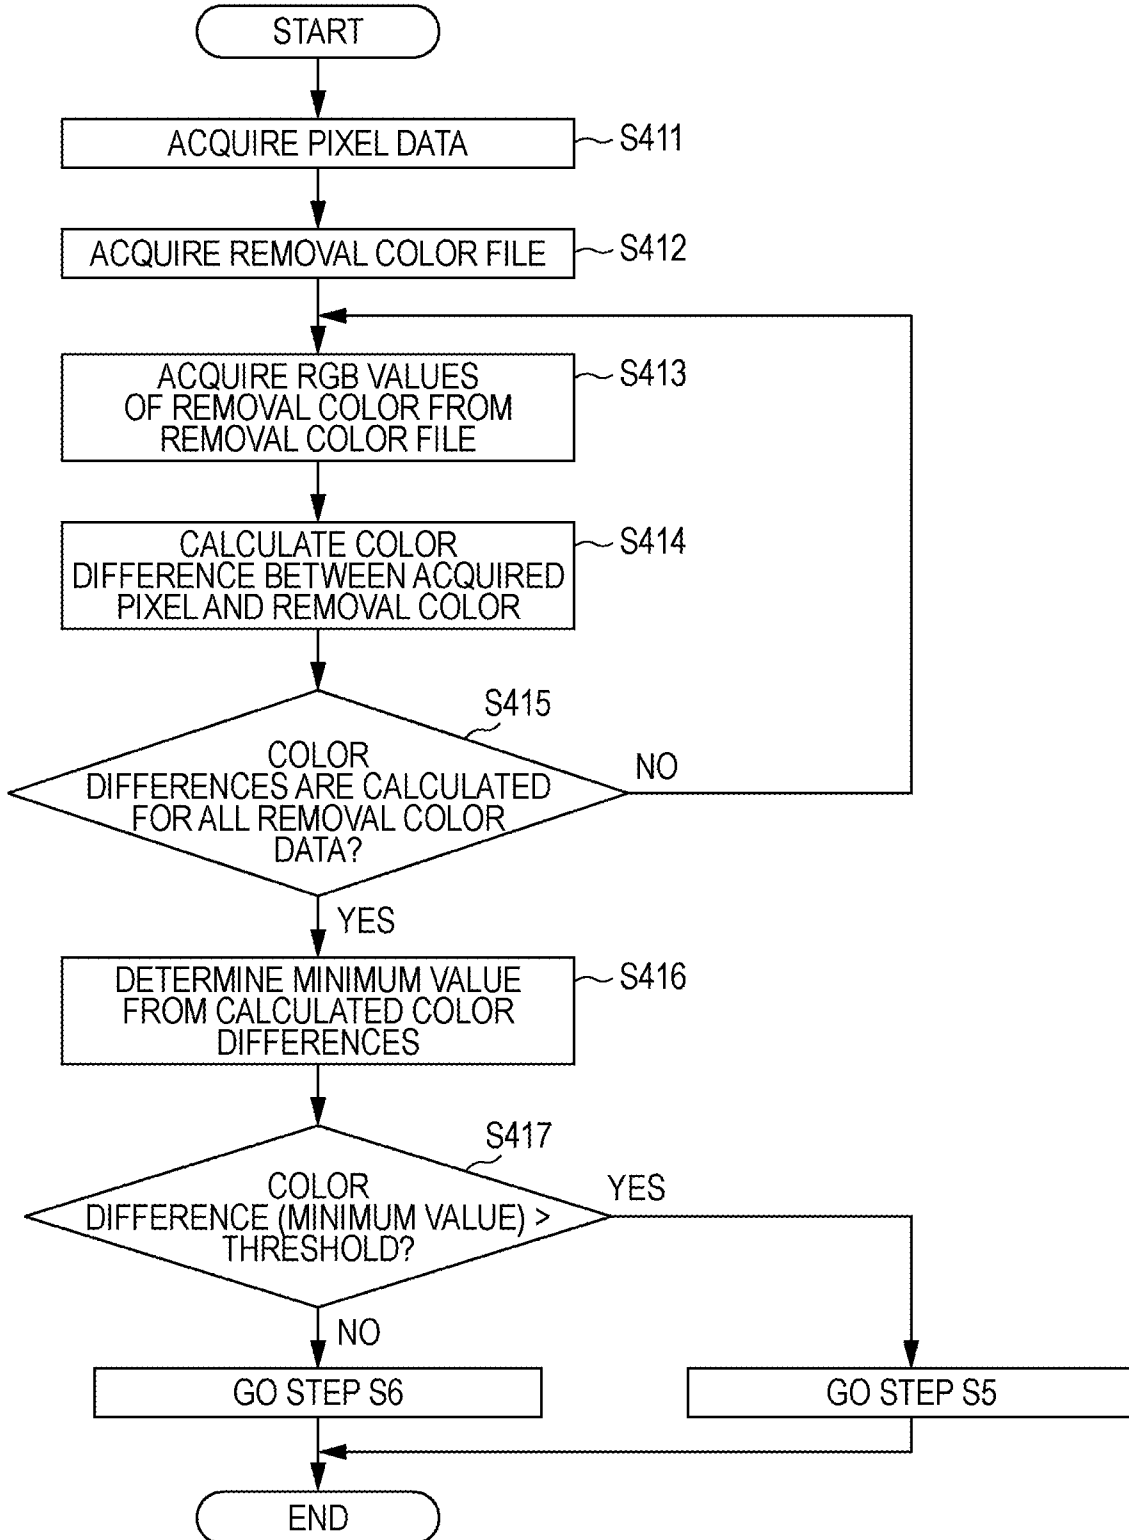 START
ACQUIRE PIXEL DATA
S411
ACQUIRE REMOVAL COLOR FILE
S412
ACQUIRE RGB VALUES
OF REMOVAL COLOR FROM
REMOVAL COLOR FILE
S413
CALCULATE COLOR
DIFFERENCE BETWEEN ACQUIRED
PIXEL AND REMOVAL COLOR
S414
S415
COLOR
DIFFERENCES ARE CALCULATED
FOR ALL REMOVAL COLOR
DATA?
NO
YES
DETERMINE MINIMUM VALUE
FROM CALCULATED COLOR
DIFFERENCES
S416
S417
COLOR
DIFFERENCE (MINIMUM VALUE) >
THRESHOLD?
YES
NO
GO STEP S6
GO STEP S5
END